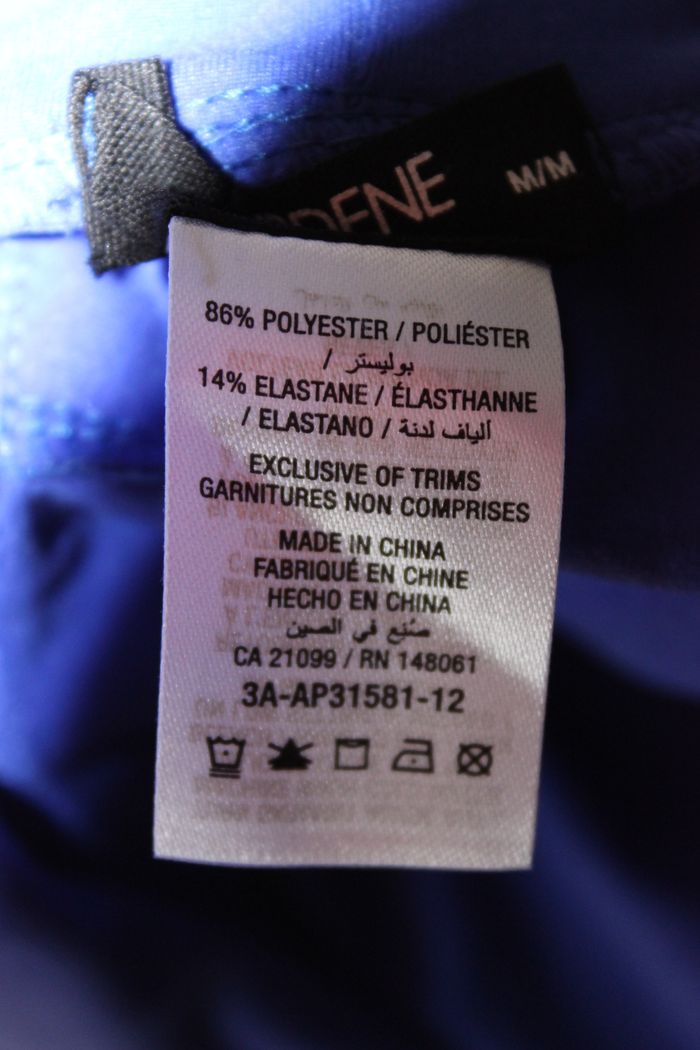 M/M
86% POLYESTER / POLIÉSTER
/ بوليستر
14% ELASTANE / ÉLASTHANNE
/ ELASTANO / ألياف لدنة
EXCLUSIVE OF TRIMS
GARNITURES NON COMPRISES
MADE IN CHINA
FABRIQUÉ EN CHINE
HECHO EN CHINA
صُنِع في الصين
CA 21099 / RN 148061
3A-AP31581-12